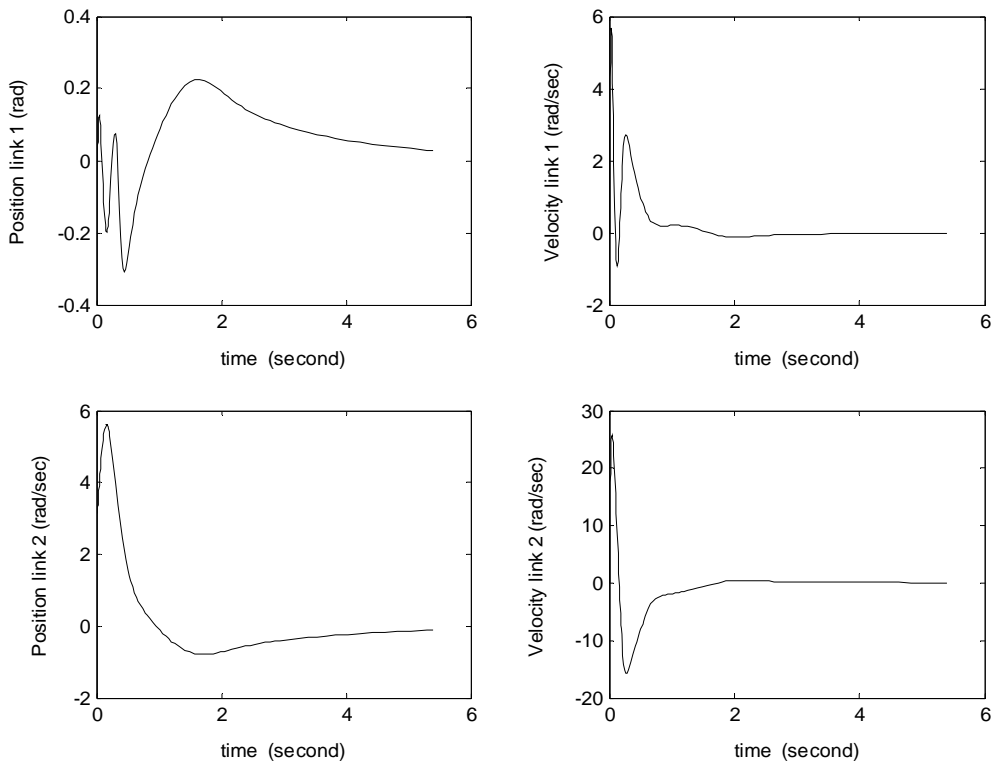 0.4
0.2
0
-0.2
-0.4
Position link 1 (rad)
0 2 4 6
time (second)
6
4
2
0
-2
Velocity link 1 (rad/sec)
0 2 4 6
time (second)
6
4
2
0
-2
Position link 2 (rad/sec)
0 2 4 6
time (second)
30
20
10
0
-10
-20
Velocity link 2 (rad/sec)
0 2 4 6
time (second)